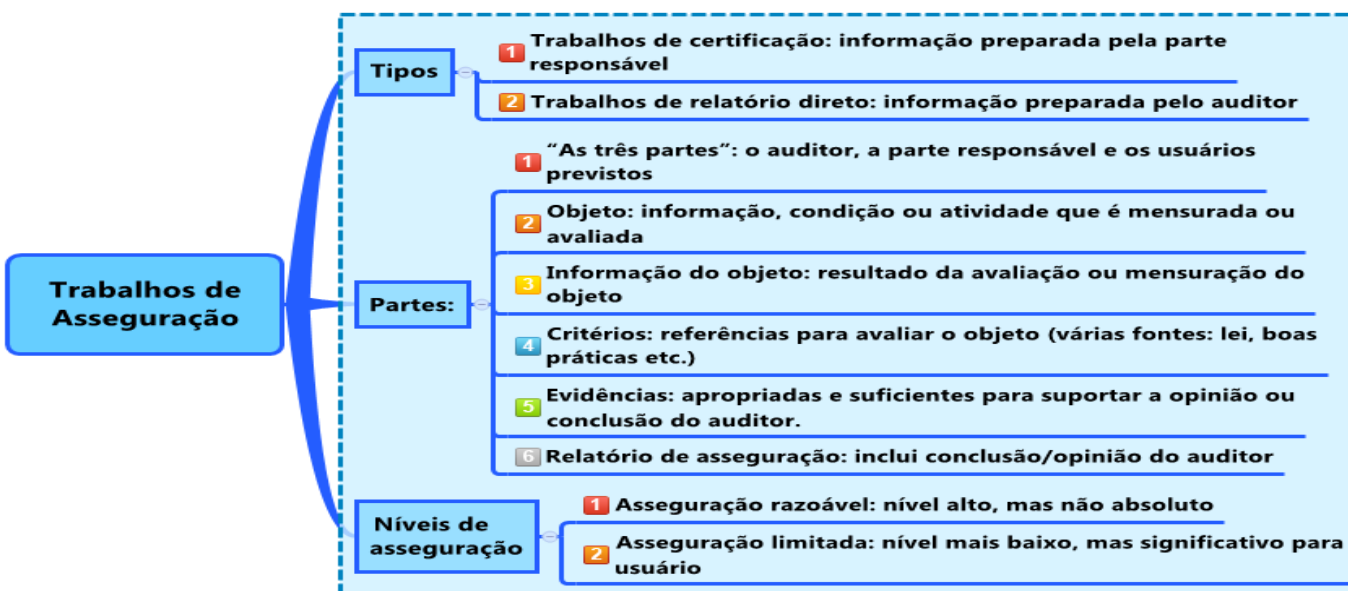 Trabalhos de
Asseguração
Tipos
1 Trabalhos de certificação: informação preparada pela parte
responsável
2 Trabalhos de relatório direto: informação preparada pelo auditor
Partes:
1 “As três partes”: o auditor, a parte responsável e os usuários
previstos
2 Objeto: informação, condição ou atividade que é mensurada ou
avaliada
3 Informação do objeto: resultado da avaliação ou mensuração do
objeto
4 Critérios: referências para avaliar o objeto (várias fontes: lei, boas
práticas etc.)
5 Evidências: apropriadas e suficientes para suportar a opinião ou
conclusão do auditor.
6 Relatório de asseguração: inclui conclusão/opinião do auditor
Níveis de
asseguração
1 Asseguração razoável: nível alto, mas não absoluto
2 Asseguração limitada: nível mais baixo, mas significativo para
usuário